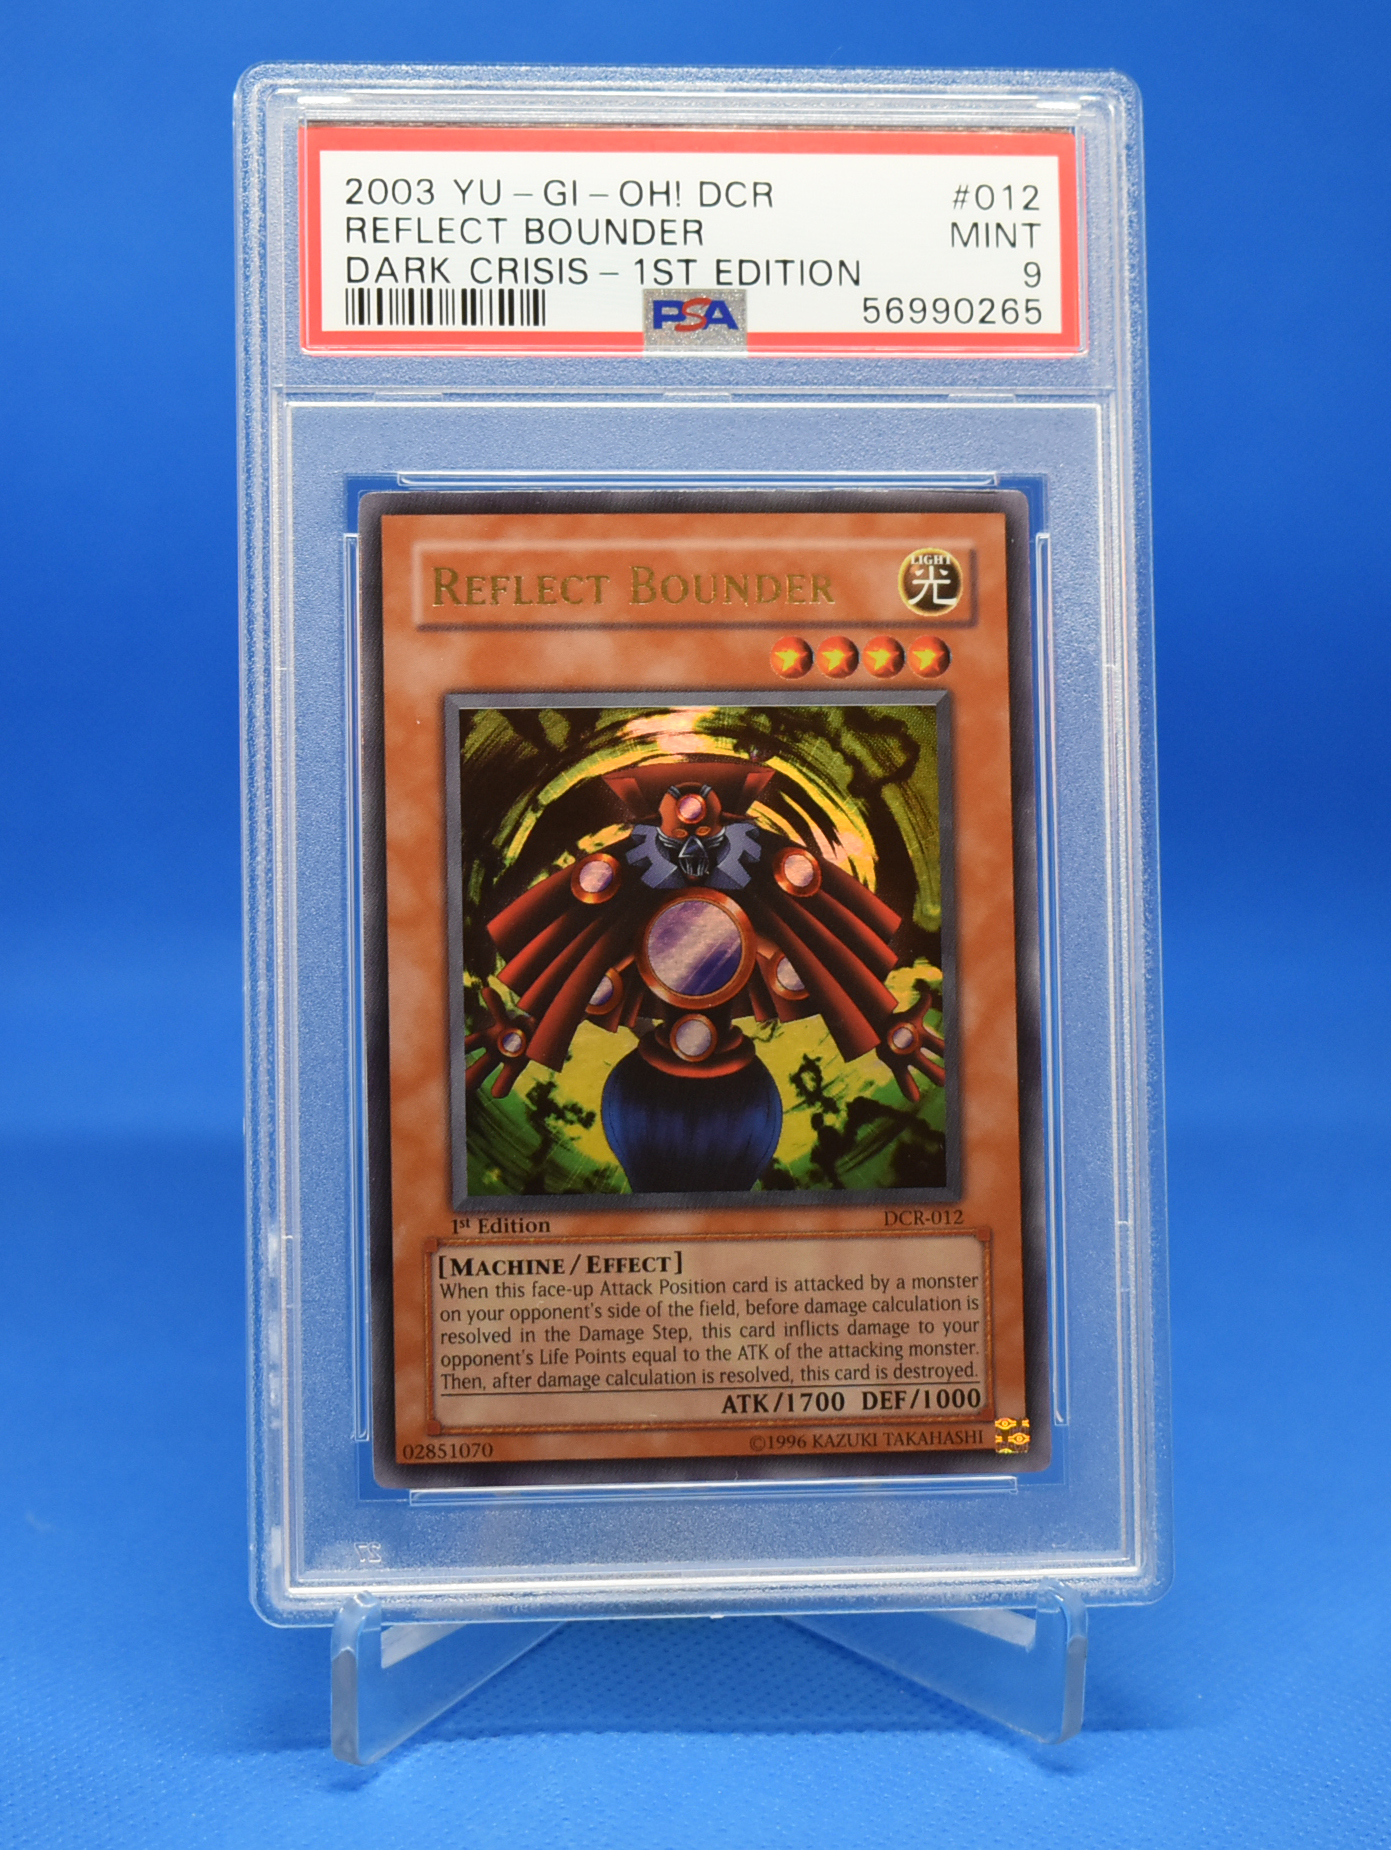 2003 YU-GI-OH! DCR #012
REFLECT BOUNDER MINT
DARK CRISIS - 1ST EDITION 9
PSA 56990265
REFLECT BOUNDER
LIGHT
光
1st Edition DCR-012
[MACHINE/EFFECT]
When this face-up Attack Position card is attacked by a monster
on your opponent's side of the field, before damage calculation is
resolved in the Damage Step, this card inflicts damage to your
opponent's Life Points equal to the ATK of the attacking monster.
Then, after damage calculation is resolved, this card is destroyed.
ATK/1700 DEF/1000
02851070 ©1996 KAZUKI TAKAHASHI